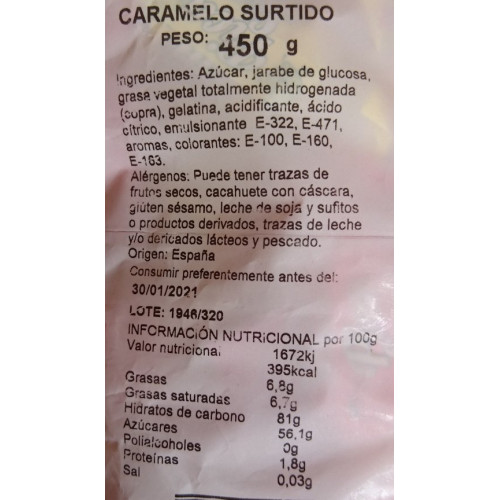 CARAMELO SURTIDO
PESO: 450 g
Ingredientes: Azúcar, jarabe de glucosa,
grasa vegetal totalmente hidrogenada
(copra), gelatina, acidificante, ácido
cítrico, emulsionante E-322, E-471,
aromas, colorantes: E-100, E-160,
E-163.
Alérgenos: Puede tener trazas de
frutos secos, cacahuete con cáscara,
glúten sésamo, leche de soja y sufitos
o productos derivados, trazas de leche
y/o dericados lácteos y pescado.
Origen: España
Consumir preferentemente antes del:
30/01/2021
LOTE: 1946/320
INFORMACIÓN NUTRICIONAL por 100g
Valor nutricional 1672kj
395kcal
Grasas 6,8g
Grasas saturadas 6,7g
Hidratos de carbono 81g
Azúcares 56,1g
Polialcoholes 0g
Proteínas 1,8g
Sal 0,03g